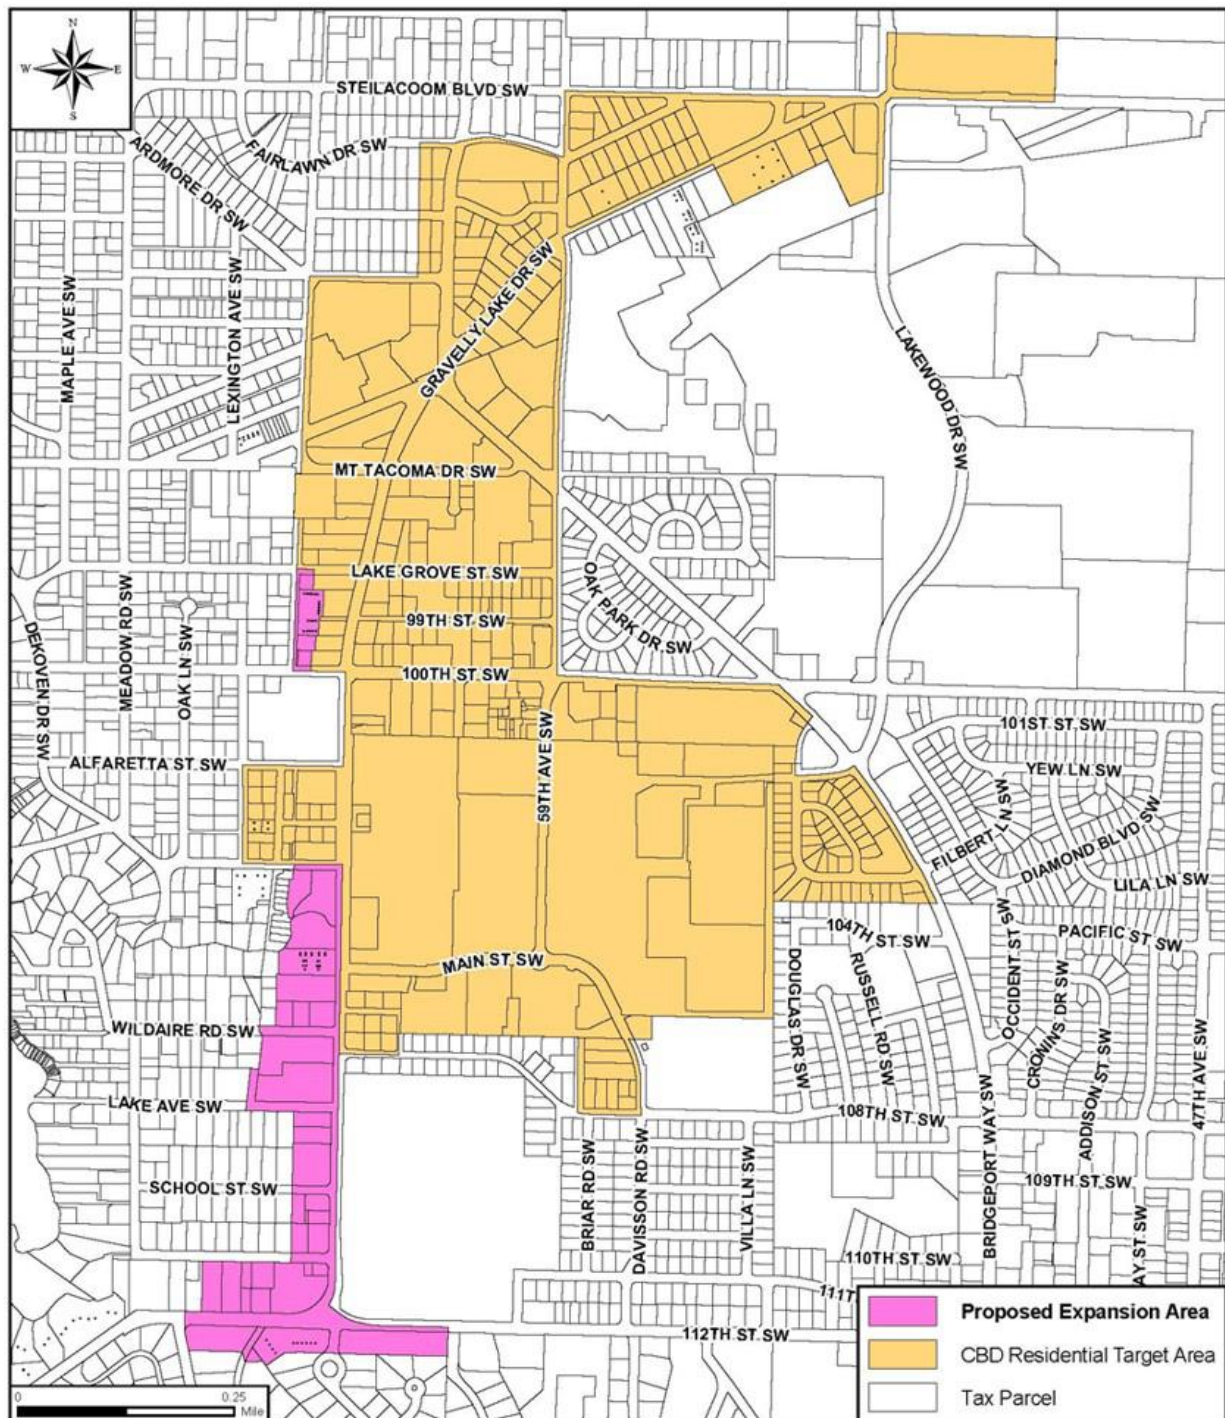 N
W E
S
STEILACOOM BLVD SW
FAIRLAWN DR SW
ARDMORE DR SW
GRAVELLY LAKE DR SW
MAPLE AVE SW
LEXINGTON AVE SW
LAKEWOOD DR SW
MT TACOMA DR SW
LAKE GROVE ST SW
OAK PARK DR SW
99TH ST SW
100TH ST SW
DEKOVEN DR SW
MEADOW RD SW
OAK LN SW
59TH AVE SW
101ST ST SW
YEW LN SW
ALFARETTA ST SW
FILBERT LN SW
DIAMOND BLVD SW
LILA LN SW
104TH ST SW
PACIFIC ST SW
MAIN ST SW
DOUGLAS DR SW
RUSSELL RD SW
OCCIDENT ST SW
CRONIN'S DR SW
ADDISON ST SW
47TH AVE SW
WILDAIRE RD SW
LAKE AVE SW
108TH ST SW
BRIDGEPORT WAY SW
SCHOOL ST SW
BRIAR RD SW
DAVISSON RD SW
VILLA LN SW
109TH ST SW
110TH ST SW
AY ST SW
111T
112TH ST SW
Proposed Expansion Area
CBD Residential Target Area
Tax Parcel
0 0.25
Mile